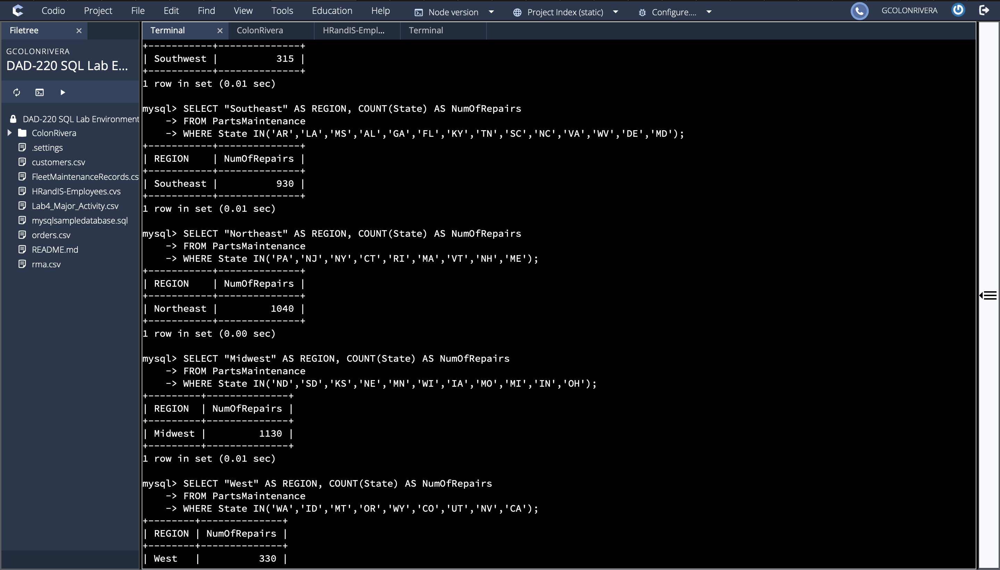 Codio Project File Edit Find View Tools Education Help Node version Project Index (static) Configure.... GCOLONRIVERA
Filetree
GCOLONRIVERA
DAD-220 SQL Lab E...
DAD-220 SQL Lab Environment
ColonRivera
.settings
customers.csv
FleetMaintenanceRecords.cs
HRandIS-Employees.cvs
Lab4_Major_Activity.csv
mysqlsampledatabase.sql
orders.csv
README.md
rma.csv
Terminal ColonRivera HRandIS-Empl... Terminal
+-----------+--------------+
| Southwest |          315 |
+-----------+--------------+
1 row in set (0.01 sec)
mysql> SELECT "Southeast" AS REGION, COUNT(State) AS NumOfRepairs
    -> FROM PartsMaintenance
    -> WHERE State IN('AR','LA','MS','AL','GA','FL','KY','TN','SC','NC','VA','WV','DE','MD');
+-----------+--------------+
| REGION    | NumOfRepairs |
+-----------+--------------+
| Southeast |          930 |
+-----------+--------------+
1 row in set (0.01 sec)
mysql> SELECT "Northeast" AS REGION, COUNT(State) AS NumOfRepairs
    -> FROM PartsMaintenance
    -> WHERE State IN('PA','NJ','NY','CT','RI','MA','VT','NH','ME');
+-----------+--------------+
| REGION    | NumOfRepairs |
+-----------+--------------+
| Northeast |         1040 |
+-----------+--------------+
1 row in set (0.00 sec)
mysql> SELECT "Midwest" AS REGION, COUNT(State) AS NumOfRepairs
    -> FROM PartsMaintenance
    -> WHERE State IN('ND','SD','KS','NE','MN','WI','IA','MO','MI','IN','OH');
+---------+--------------+
| REGION  | NumOfRepairs |
+---------+--------------+
| Midwest |         1130 |
+---------+--------------+
1 row in set (0.01 sec)
mysql> SELECT "West" AS REGION, COUNT(State) AS NumOfRepairs
    -> FROM PartsMaintenance
    -> WHERE State IN('WA','ID','MT','OR','WY','CO','UT','NV','CA');
+--------+--------------+
| REGION | NumOfRepairs |
+--------+--------------+
| West   |          330 |